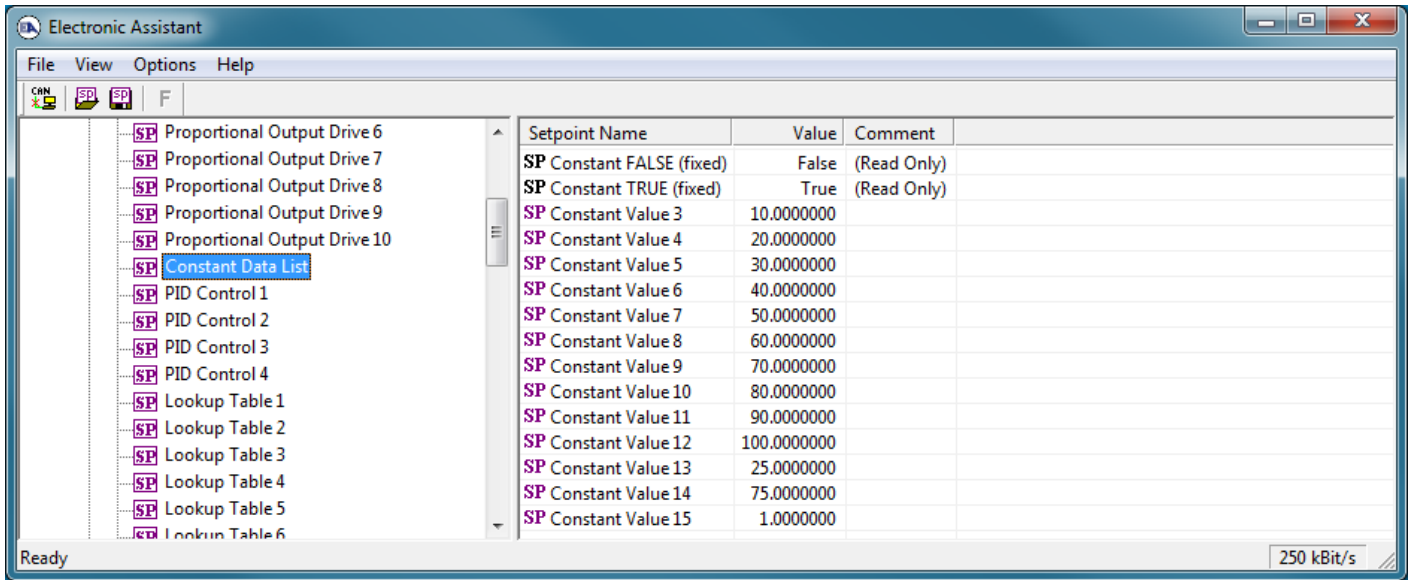 Electronic Assistant
File View Options Help
CAN SP SP F
SP Proportional Output Drive 6
SP Proportional Output Drive 7
SP Proportional Output Drive 8
SP Proportional Output Drive 9
SP Proportional Output Drive 10
SP Constant Data List
SP PID Control 1
SP PID Control 2
SP PID Control 3
SP PID Control 4
SP Lookup Table 1
SP Lookup Table 2
SP Lookup Table 3
SP Lookup Table 4
SP Lookup Table 5
SP Lookup Table 6
Setpoint Name Value Comment
SP Constant FALSE (fixed) False (Read Only)
SP Constant TRUE (fixed) True (Read Only)
SP Constant Value 3 10.0000000
SP Constant Value 4 20.0000000
SP Constant Value 5 30.0000000
SP Constant Value 6 40.0000000
SP Constant Value 7 50.0000000
SP Constant Value 8 60.0000000
SP Constant Value 9 70.0000000
SP Constant Value 10 80.0000000
SP Constant Value 11 90.0000000
SP Constant Value 12 100.0000000
SP Constant Value 13 25.0000000
SP Constant Value 14 75.0000000
SP Constant Value 15 1.0000000
Ready 250 kBit/s